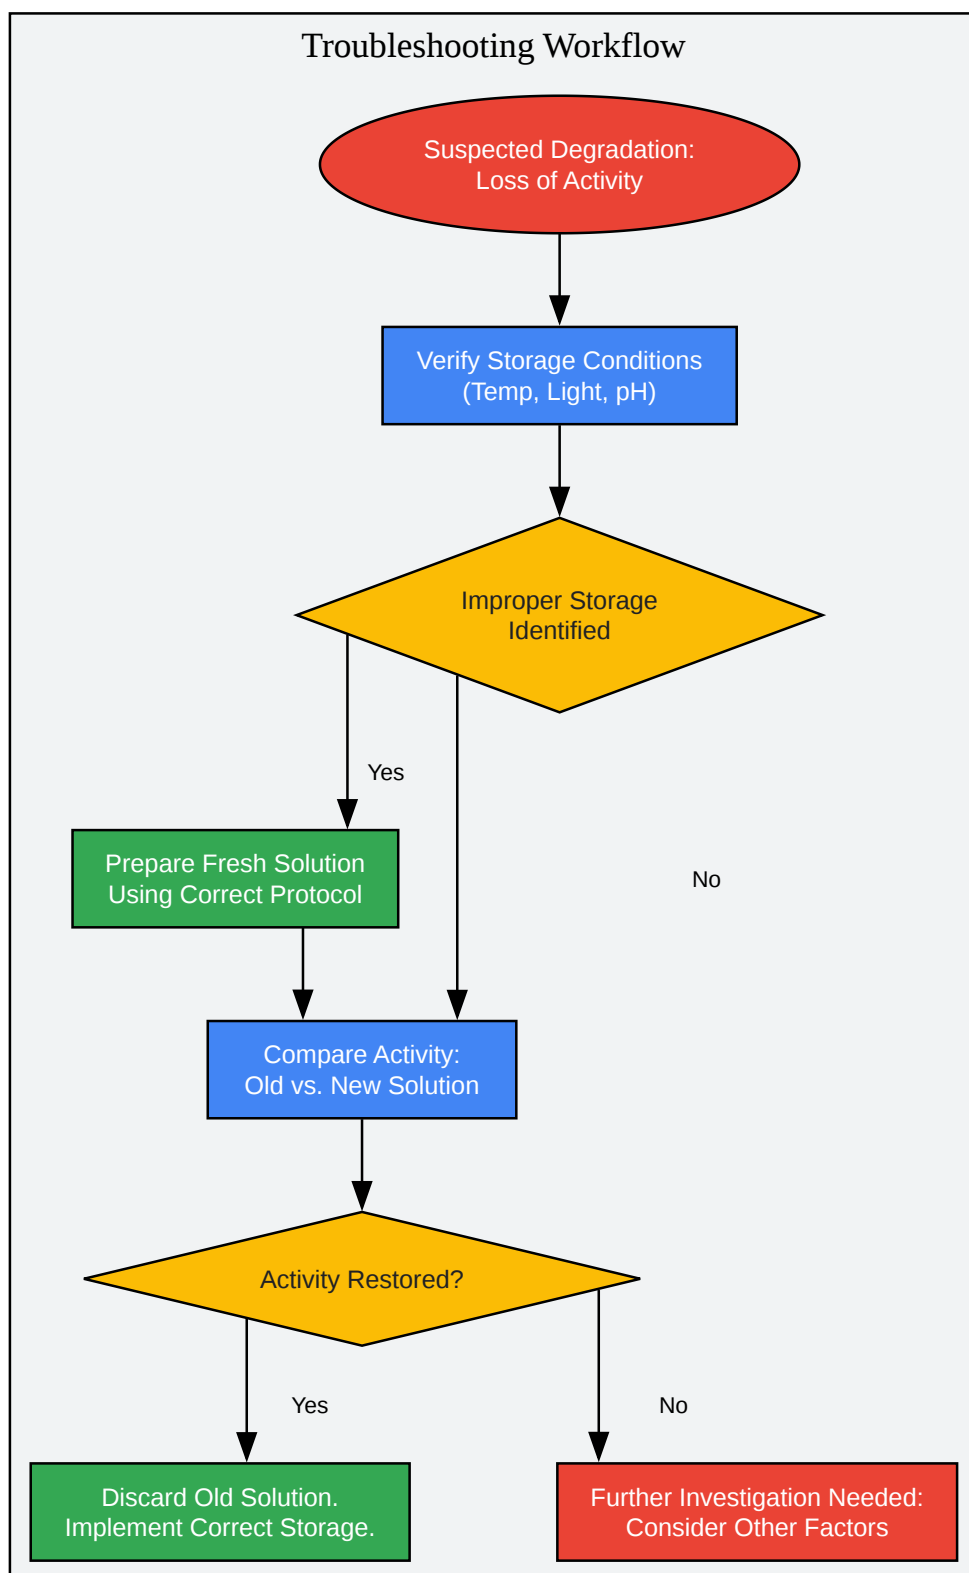 Troubleshooting Workflow
Suspected Degradation:
Loss of Activity
Verify Storage Conditions
(Temp, Light, pH)
Improper Storage
Identified
Yes
Prepare Fresh Solution
Using Correct Protocol
No
Compare Activity:
Old vs. New Solution
Activity Restored?
Yes
No
Discard Old Solution.
Implement Correct Storage.
Further Investigation Needed:
Consider Other Factors